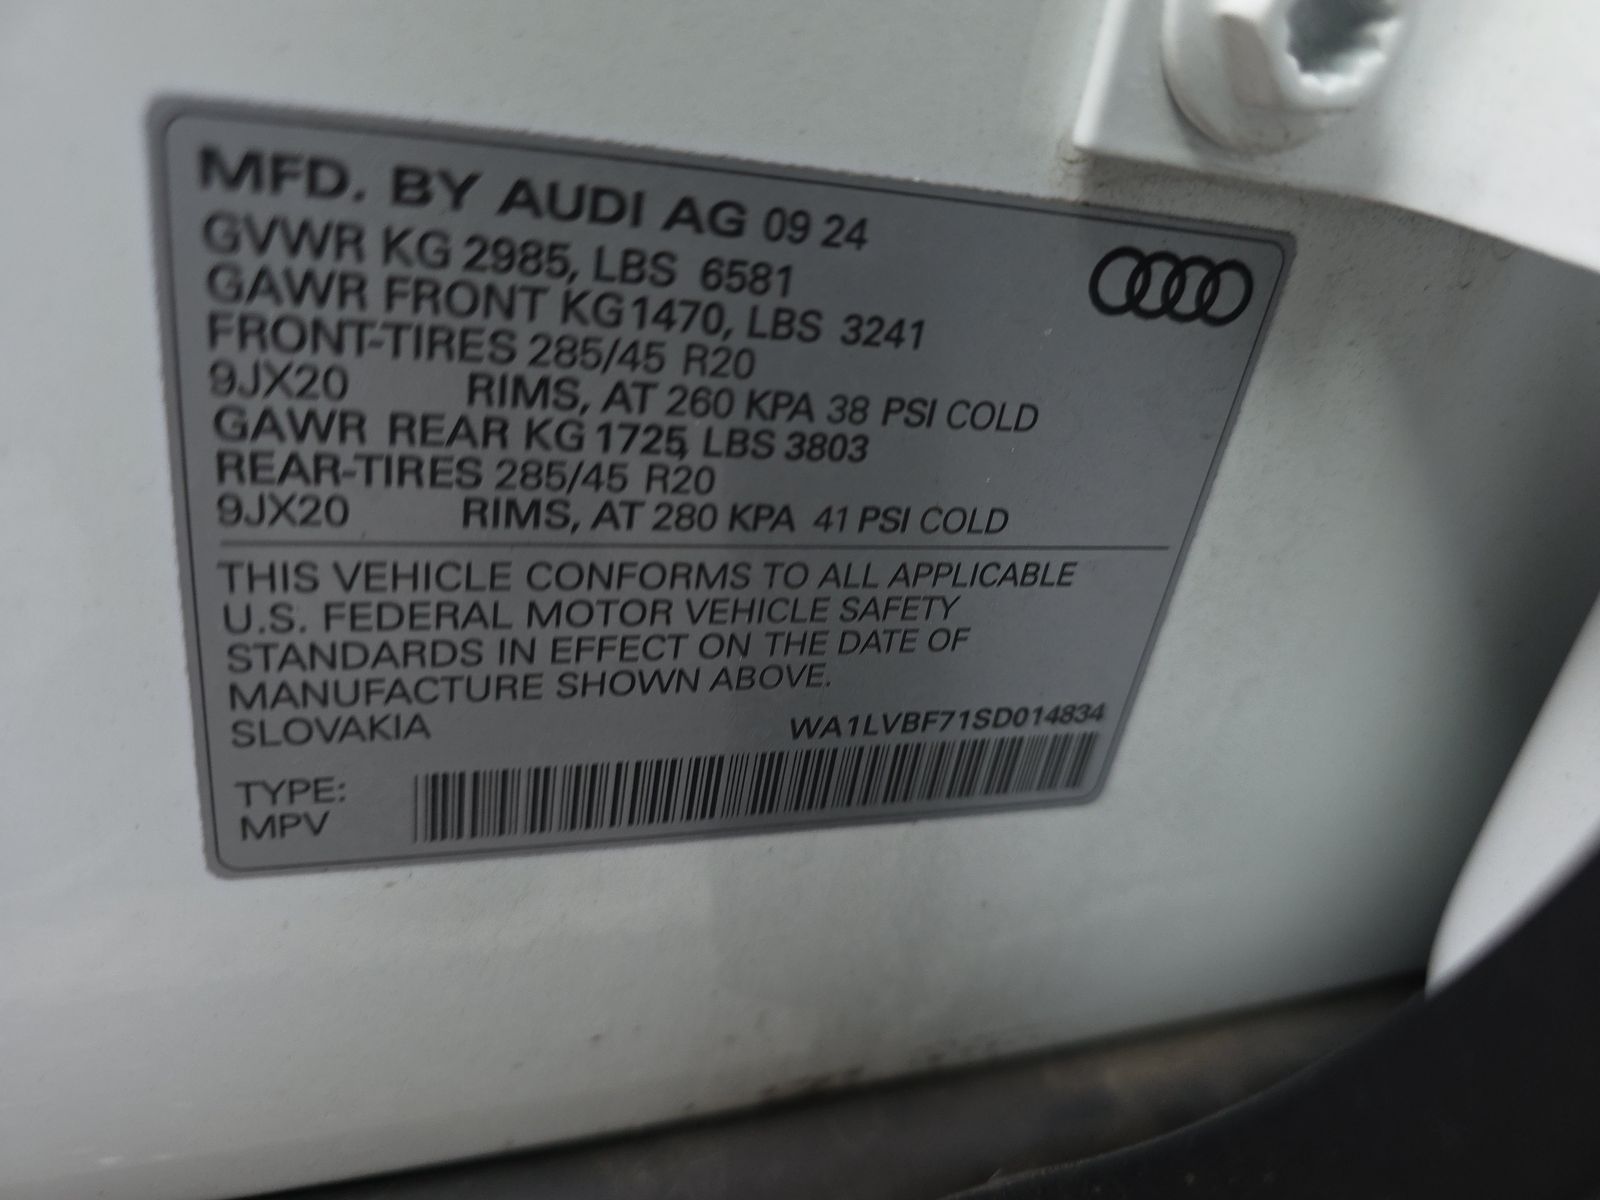 MFD. BY AUDI AG 09 24
GVWR KG 2985, LBS 6581
GAWR FRONT KG 1470, LBS 3241
FRONT-TIRES 285/45 R20
9JX20 RIMS, AT 260 KPA 38 PSI COLD
GAWR REAR KG 1725, LBS 3803
REAR-TIRES 285/45 R20
9JX20 RIMS, AT 280 KPA 41 PSI COLD
THIS VEHICLE CONFORMS TO ALL APPLICABLE
U.S. FEDERAL MOTOR VEHICLE SAFETY
STANDARDS IN EFFECT ON THE DATE OF
MANUFACTURE SHOWN ABOVE.
SLOVAKIA WA1LVBF71SD014834
TYPE:
MPV